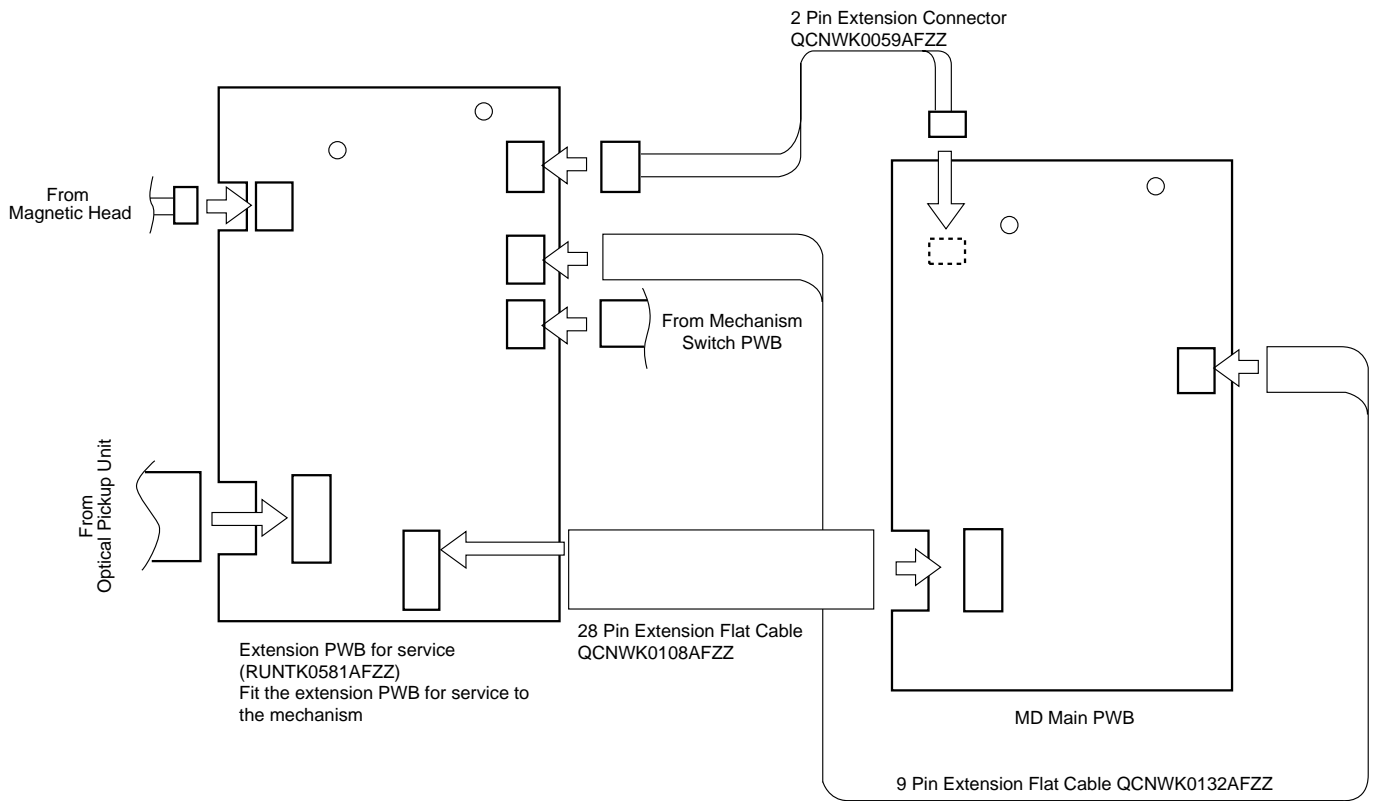 2 Pin Extension Connector
QCNWK0059AFZZ
From
Magnetic Head
From Mechanism
Switch PWB
From
Optical Pickup Unit
28 Pin Extension Flat Cable
QCNWK0108AFZZ
Extension PWB for service
(RUNTK0581AFZZ)
Fit the extension PWB for service to
the mechanism
MD Main PWB
9 Pin Extension Flat Cable QCNWK0132AFZZ